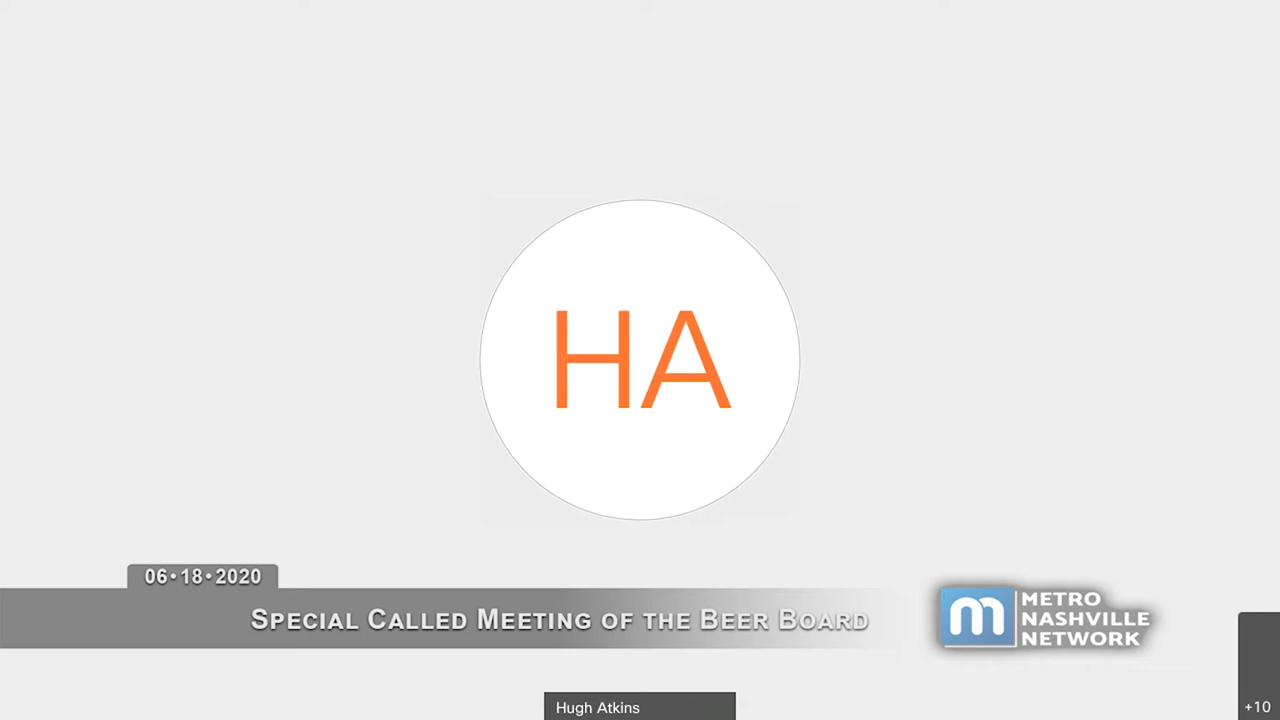 HA
06•18•2020
SPECIAL CALLED MEETING OF THE BEER BOARD
m METRO
NASHVILLE
NETWORK
Hugh Atkins
+10